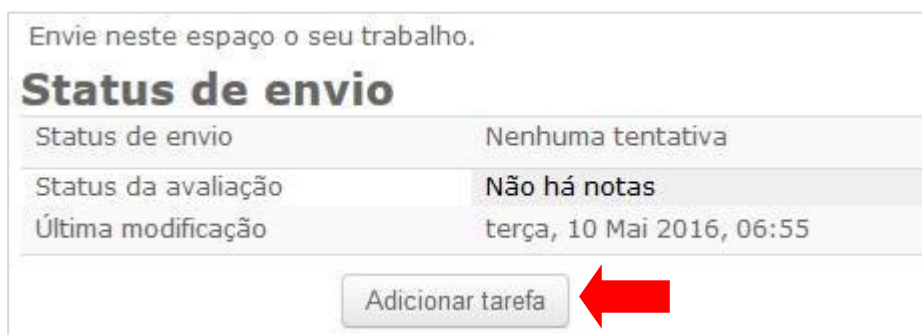 Envie neste espaço o seu trabalho.
Status de envio
Status de envio Nenhuma tentativa
Status da avaliação Não há notas
Última modificação terça, 10 Mai 2016, 06:55
Adicionar tarefa